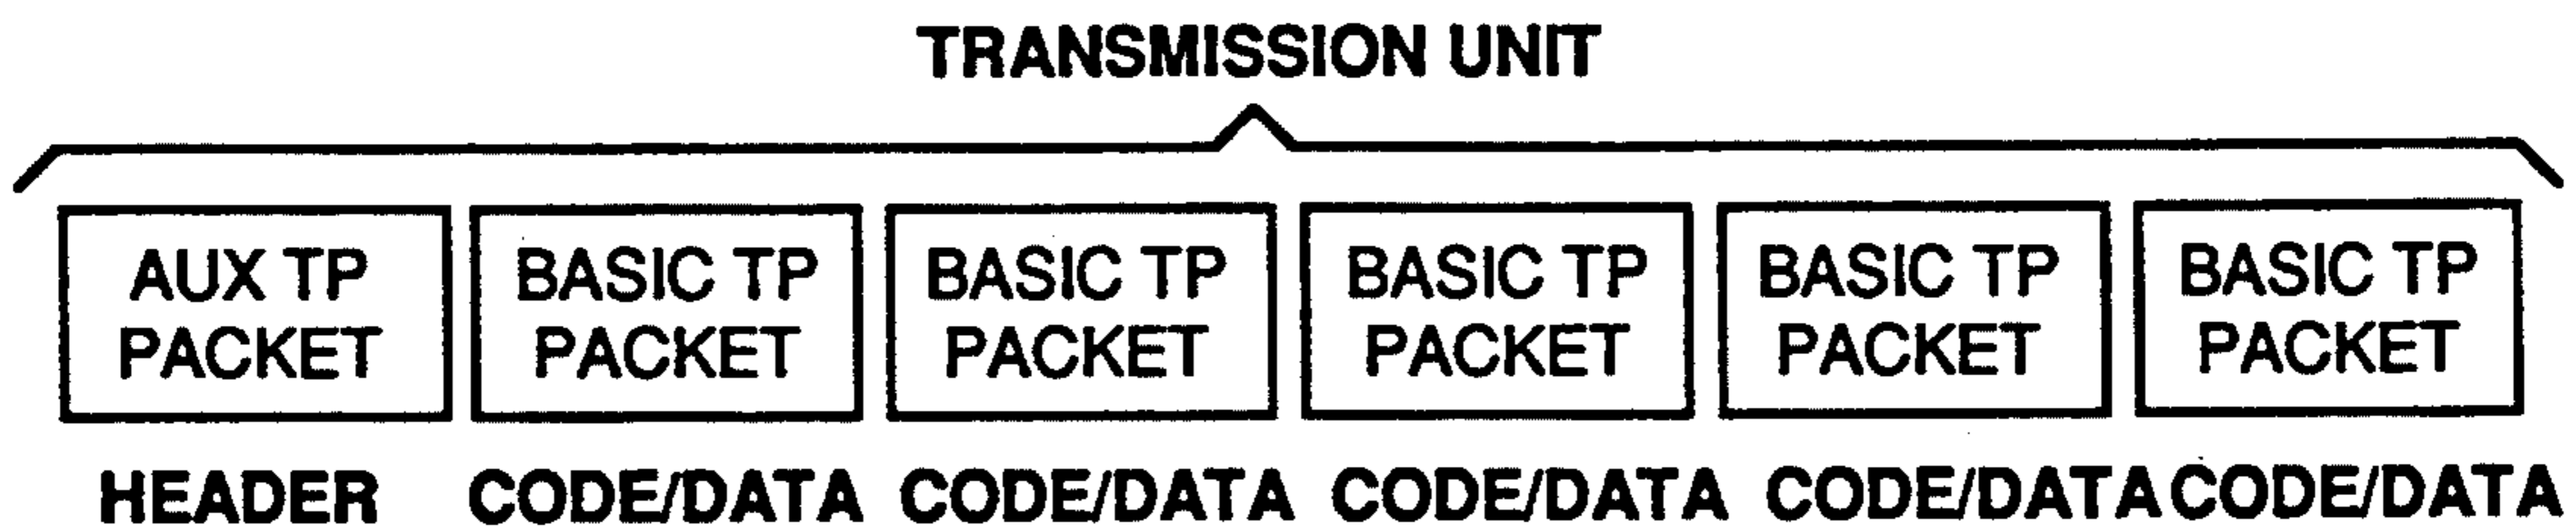 TRANSMISSION UNIT
AUX TP PACKET
BASIC TP PACKET
BASIC TP PACKET
BASIC TP PACKET
BASIC TP PACKET
BASIC TP PACKET
HEADER CODE/DATA CODE/DATA CODE/DATA CODE/DATA CODE/DATA